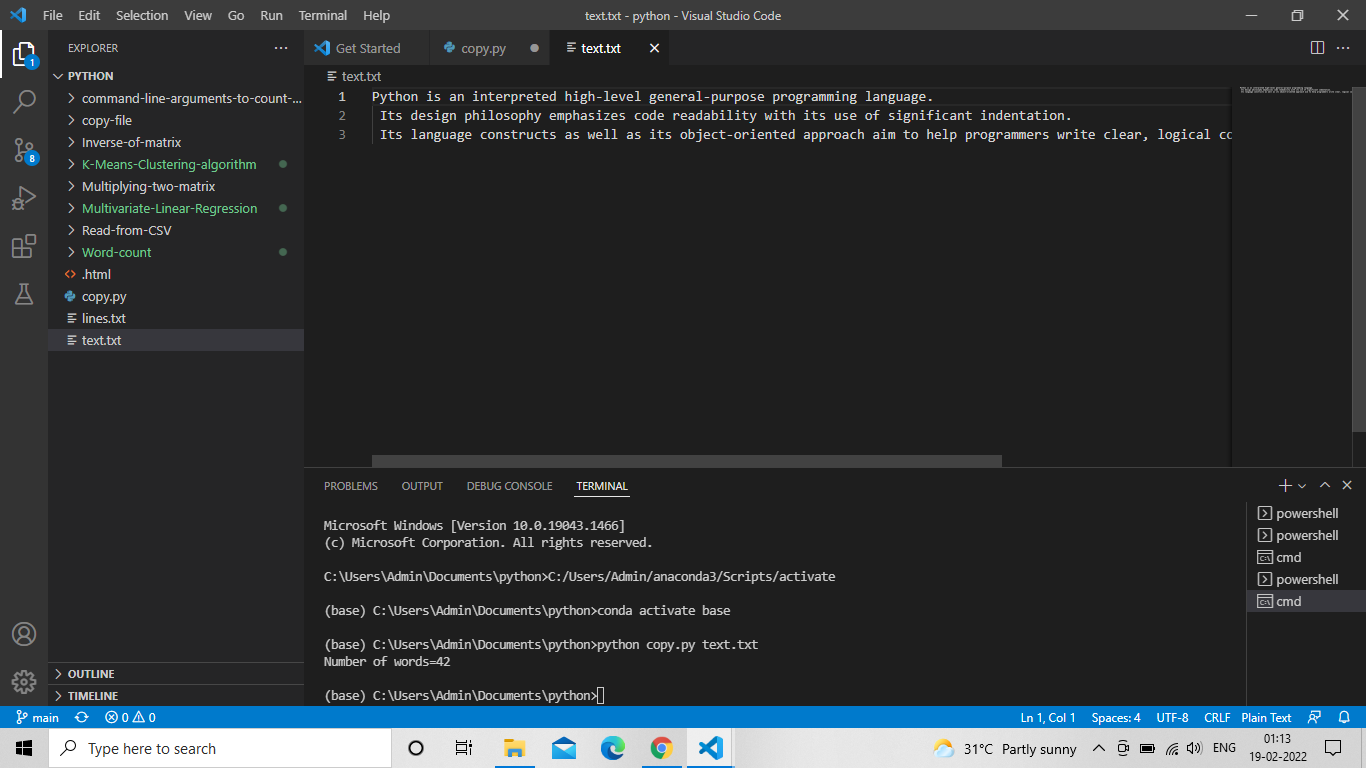 File Edit Selection View Go Run Terminal Help
text.txt - python - Visual Studio Code
EXPLORER
PYTHON
command-line-arguments-to-count-...
copy-file
Inverse-of-matrix
K-Means-Clustering-algorithm
Multiplying-two-matrix
Multivariate-Linear-Regression
Read-from-CSV
Word-count
.html
copy.py
lines.txt
text.txt
OUTLINE
TIMELINE
1
8
Get Started copy.py text.txt
text.txt
1 Python is an interpreted high-level general-purpose programming language.
2 Its design philosophy emphasizes code readability with its use of significant indentation.
3 Its language constructs as well as its object-oriented approach aim to help programmers write clear, logical co
PROBLEMS OUTPUT DEBUG CONSOLE TERMINAL
Microsoft Windows [Version 10.0.19043.1466]
(c) Microsoft Corporation. All rights reserved.
C:\Users\Admin\Documents\python>C:/Users/Admin/anaconda3/Scripts/activate
(base) C:\Users\Admin\Documents\python>conda activate base
(base) C:\Users\Admin\Documents\python>python copy.py text.txt
Number of words=42
(base) C:\Users\Admin\Documents\python>
powershell
powershell
cmd
powershell
cmd
main 0 0 Ln 1, Col 1 Spaces: 4 UTF-8 CRLF Plain Text
Type here to search
31°C Partly sunny ENG
01:13
19-02-2022